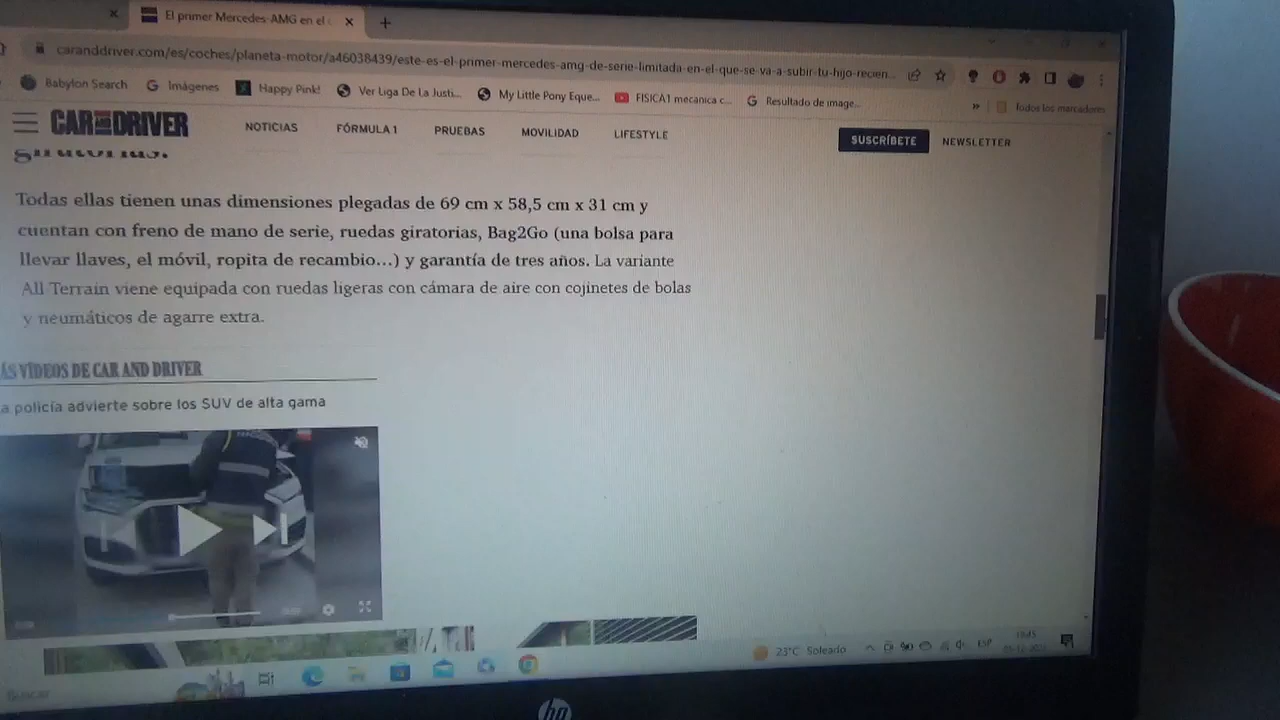 El primer Mercedes-AMG en el
caranddriver.com/es/coches/planeta-motor/a46038439/este-es-el-primer-mercedes-amg-de-serie-limitada-en-el-que-se-va-a-subir-tu-hijo-recien...
Babylon Search Imágenes Happy Pink! Ver Liga De La Justi... My Little Pony Eque... FISICA1 mecanica c... Resultado de image... » Todos los marcadores
CAR AND DRIVER NOTICIAS FÓRMULA 1 PRUEBAS MOVILIDAD LIFESTYLE SUSCRÍBETE NEWSLETTER
Todas ellas tienen unas dimensiones plegadas de 69 cm x 58,5 cm x 31 cm y
cuentan con freno de mano de serie, ruedas giratorias, Bag2Go (una bolsa para
llevar llaves, el móvil, ropita de recambio...) y garantía de tres años. La variante
All Terrain viene equipada con ruedas ligeras con cámara de aire con cojinetes de bolas
y neumáticos de agarre extra.
ÁS VÍDEOS DE CAR AND DRIVER
a policía advierte sobre los SUV de alta gama
23°C Soleado ESP
Buscar
hp